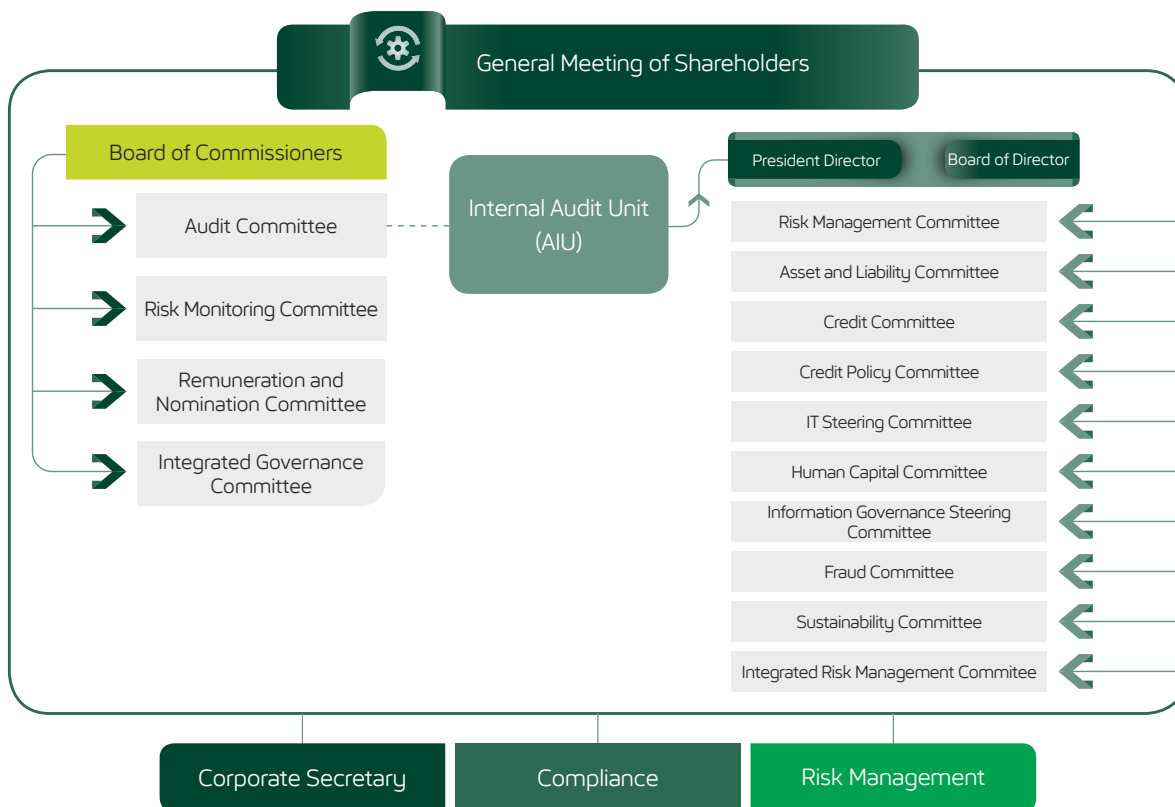 General Meeting of Shareholders
Board of Commissioners
Audit Committee
Risk Monitoring Committee
Remuneration and
Nomination Committee
Integrated Governance
Committee
Internal Audit Unit
(AIU)
President Director
Board of Director
Risk Management Committee
Asset and Liability Committee
Credit Committee
Credit Policy Committee
IT Steering Committee
Human Capital Committee
Information Governance Steering
Committee
Fraud Committee
Sustainability Committee
Integrated Risk Management Commitee
Corporate Secretary
Compliance
Risk Management